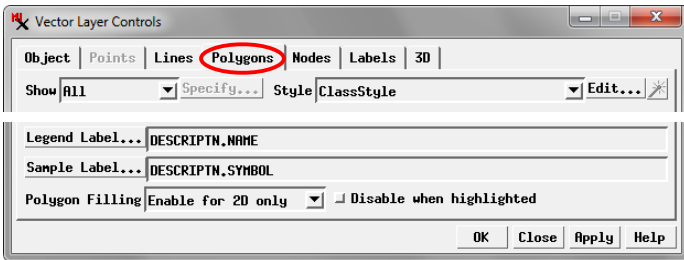 Vector Layer Controls
Object Points Lines Polygons Nodes Labels 3D
Show All Specify... Style ClassStyle Edit...
Legend Label... DESCRIPTN.NAME
Sample Label... DESCRIPTN.SYMBOL
Polygon Filling Enable for 2D only Disable when highlighted
OK Close Apply Help